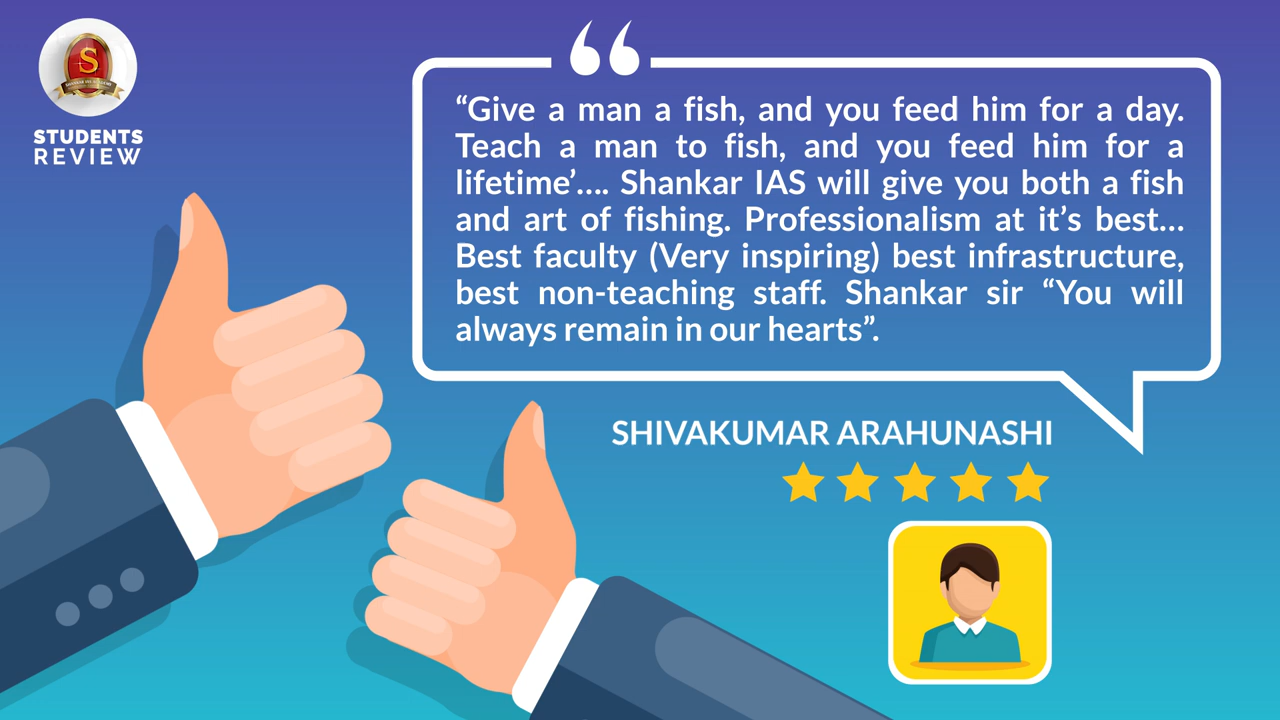 S
SHANKAR IAS ACADEMY
STUDENTS
REVIEW
“Give a man a fish, and you feed him for a day.
Teach a man to fish, and you feed him for a
lifetime’…. Shankar IAS will give you both a fish
and art of fishing. Professionalism at it’s best…
Best faculty (Very inspiring) best infrastructure,
best non-teaching staff. Shankar sir “You will
always remain in our hearts”.
SHIVAKUMAR ARAHUNASHI